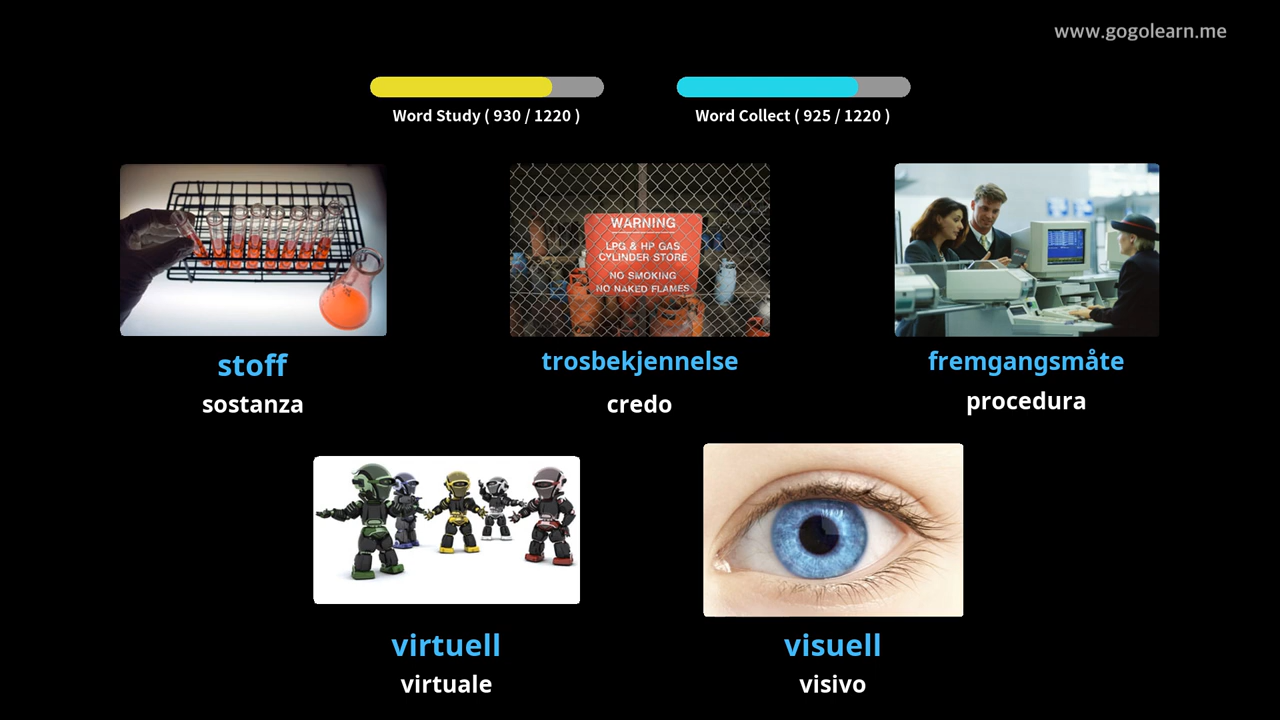 www.gogolearn.me
Word Study ( 930 / 1220 )
Word Collect ( 925 / 1220 )
WARNING
LPG & HP GAS
CYLINDER STORE
NO SMOKING
NO NAKED FLAMES
stoff
sostanza
trosbekjennelse
credo
fremgangsmåte
procedura
virtuell
virtuale
visuell
visivo